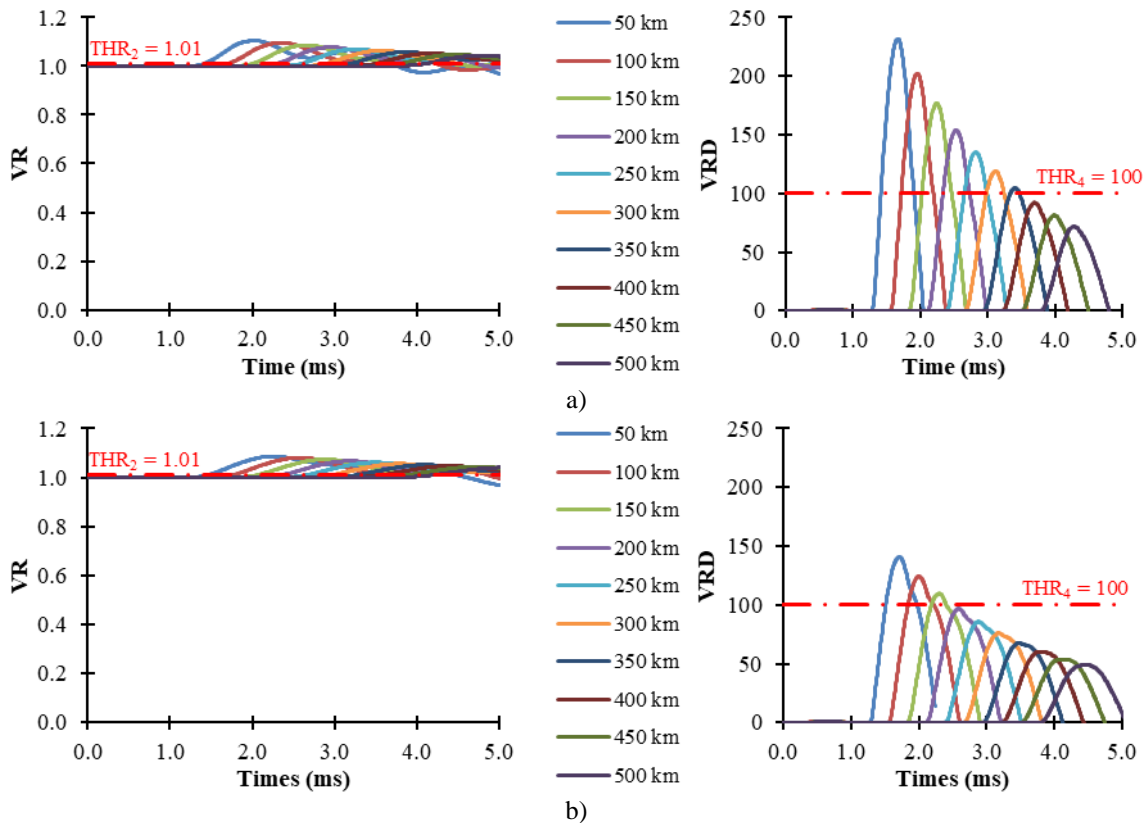 1.2
1.0
0.8
0.6
0.4
0.2
0.0
VR
THR2 = 1.01
0.0 1.0 2.0 3.0 4.0 5.0
Time (ms)
50 km
100 km
150 km
200 km
250 km
300 km
350 km
400 km
450 km
500 km
250
200
150
100
50
0
VRD
THR4 = 100
0.0 1.0 2.0 3.0 4.0 5.0
Time (ms)
a)
1.2
1.0
0.8
0.6
0.4
0.2
0.0
VR
THR2 = 1.01
0.0 1.0 2.0 3.0 4.0 5.0
Times (ms)
50 km
100 km
150 km
200 km
250 km
300 km
350 km
400 km
450 km
500 km
250
200
150
100
50
0
VRD
THR4 = 100
0.0 1.0 2.0 3.0 4.0 5.0
Times (ms)
b)